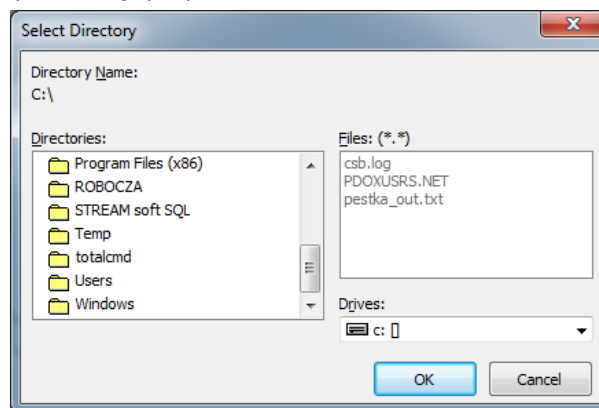 Select Directory
Directory Name:
C:\
Directories:
Program Files (x86)
ROBOCZA
STREAM soft SQL
Temp
totalcmd
Users
Windows
Files: (*.*)
csb.log
PDOXUSRS.NET
pestka_out.txt
Drives:
c: []
OK
Cancel